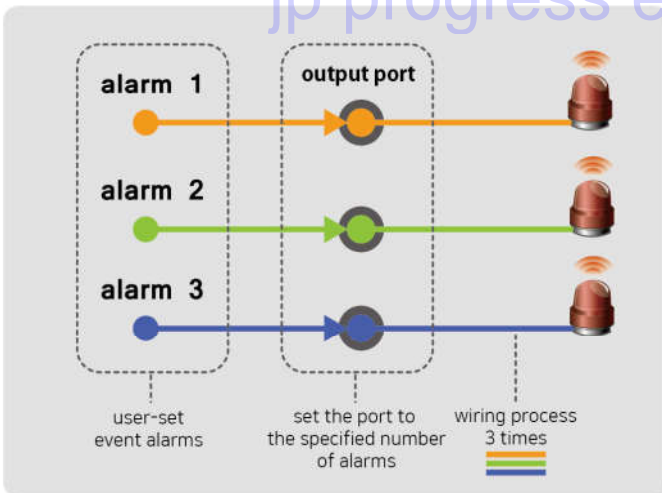 jp progress e
alarm 1
output port
alarm 2
alarm 3
user-set
event alarms
set the port to
the specified number
of alarms
wiring process
3 times